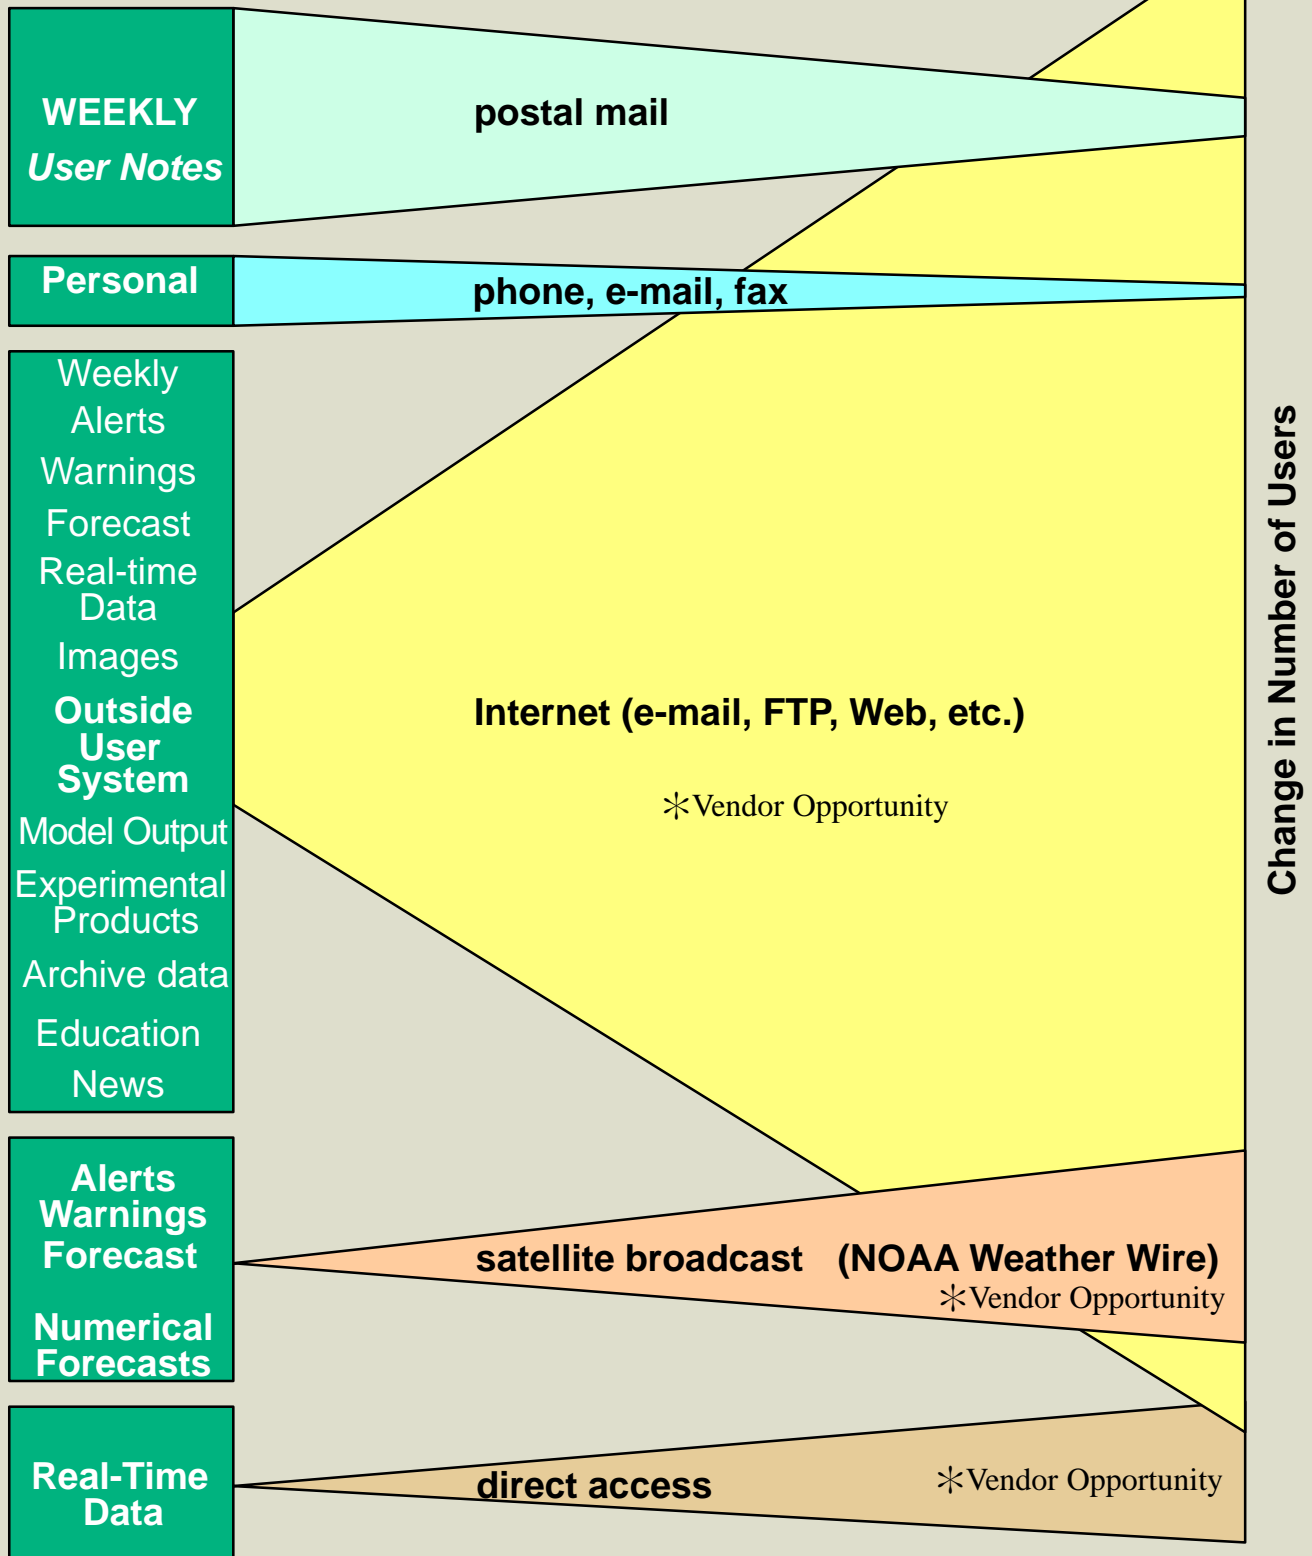 WEEKLY
User Notes
postal mail
Personal
phone, e-mail, fax
Weekly
Alerts
Warnings
Forecast
Real-time
Data
Images
Outside
User
System
Model Output
Experimental
Products
Archive data
Education
News
Internet (e-mail, FTP, Web, etc.)
*Vendor Opportunity
Alerts
Warnings
Forecast
Numerical
Forecasts
satellite broadcast (NOAA Weather Wire)
*Vendor Opportunity
Real-Time
Data
direct access
*Vendor Opportunity
Change in Number of Users